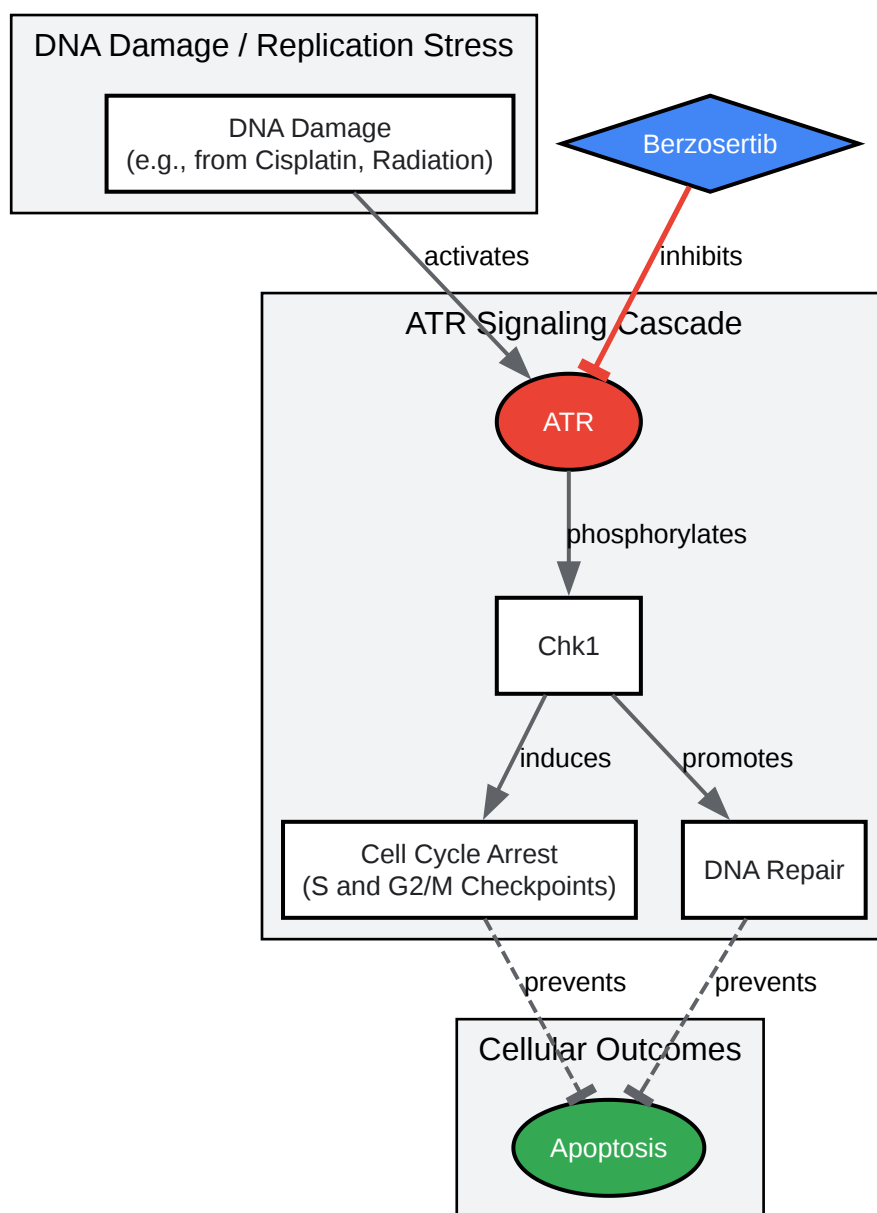 DNA Damage / Replication Stress
DNA Damage
(e.g., from Cisplatin, Radiation)
Berzosertib
activates
inhibits
ATR Signaling Cascade
ATR
phosphorylates
Chk1
induces
promotes
Cell Cycle Arrest
(S and G2/M Checkpoints)
DNA Repair
prevents
prevents
Cellular Outcomes
Apoptosis